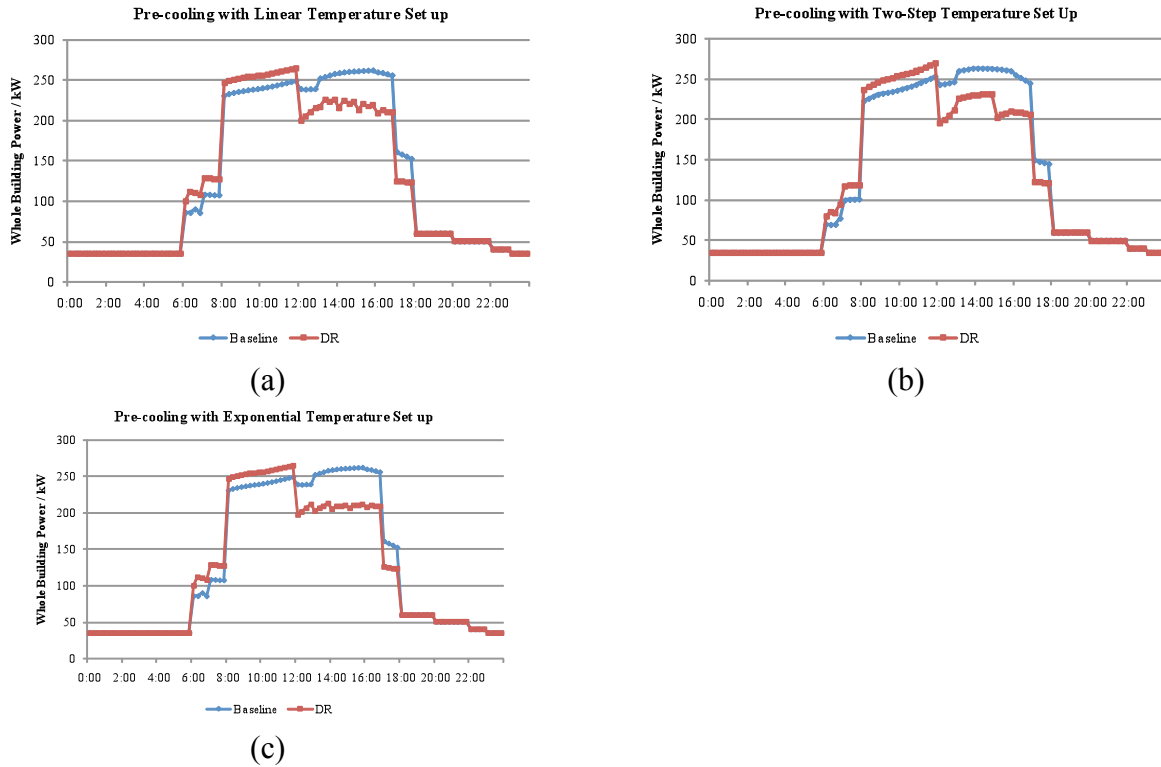 Pre-cooling with Linear Temperature Set up
Whole Building Power / kW
300
250
200
150
100
50
0
0:00 2:00 4:00 6:00 8:00 10:00 12:00 14:00 16:00 18:00 20:00 22:00
Baseline DR
(a)
Pre-cooling with Two-Step Temperature Set Up
Whole Building Power / kW
300
250
200
150
100
50
0
0:00 2:00 4:00 6:00 8:00 10:00 12:00 14:00 16:00 18:00 20:00 22:00
Baseline DR
(b)
Pre-cooling with Exponential Temperature Set up
Whole Building Power / kW
300
250
200
150
100
50
0
0:00 2:00 4:00 6:00 8:00 10:00 12:00 14:00 16:00 18:00 20:00 22:00
Baseline DR
(c)